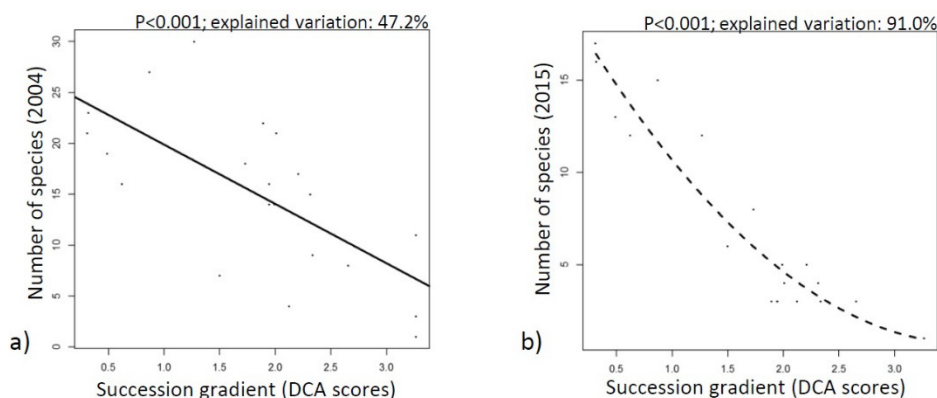 P<0.001; explained variation: 47.2%
Number of species (2004)
30
25
20
15
10
5
0
0.5 1.0 1.5 2.0 2.5 3.0
a)
Succession gradient (DCA scores)
P<0.001; explained variation: 91.0%
Number of species (2015)
15
10
5
0.5 1.0 1.5 2.0 2.5 3.0
b)
Succession gradient (DCA scores)